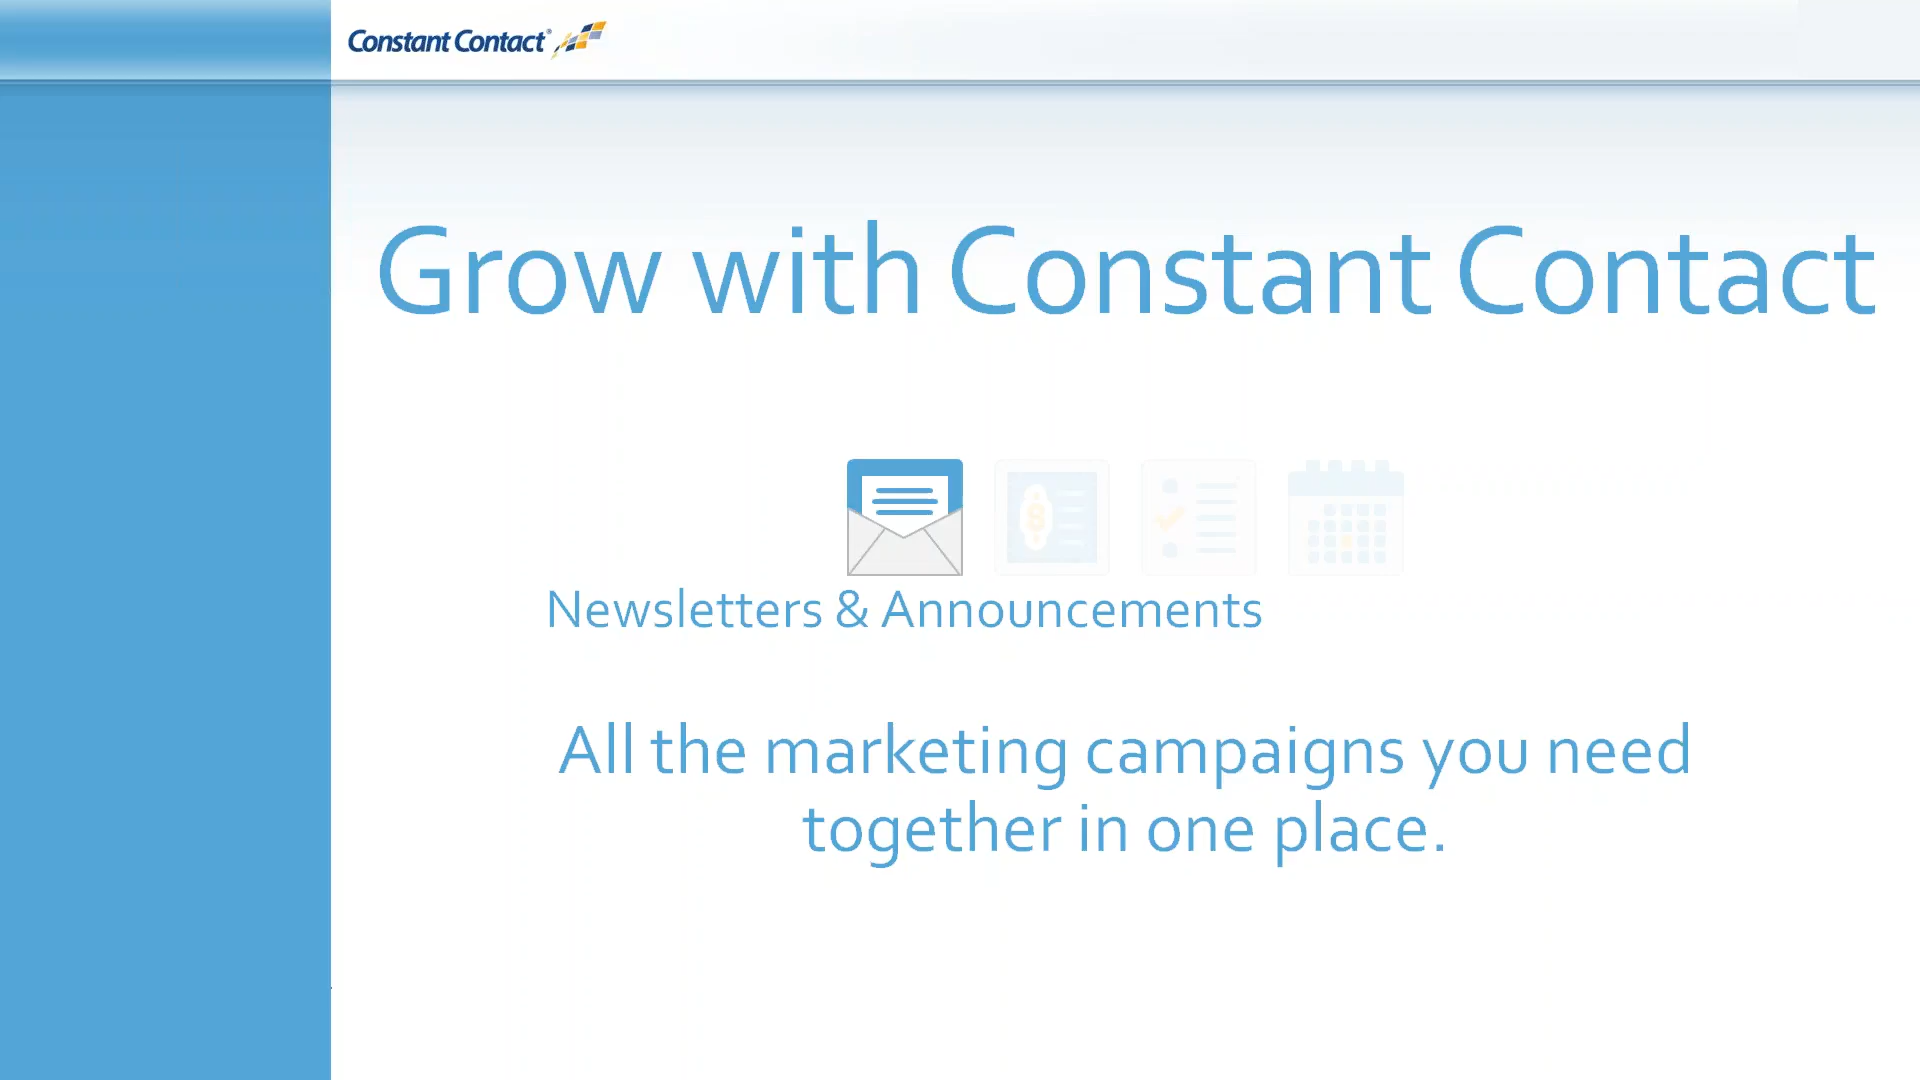 Constant Contact®
Grow with Constant Contact
Newsletters & Announcements
All the marketing campaigns you need
together in one place.